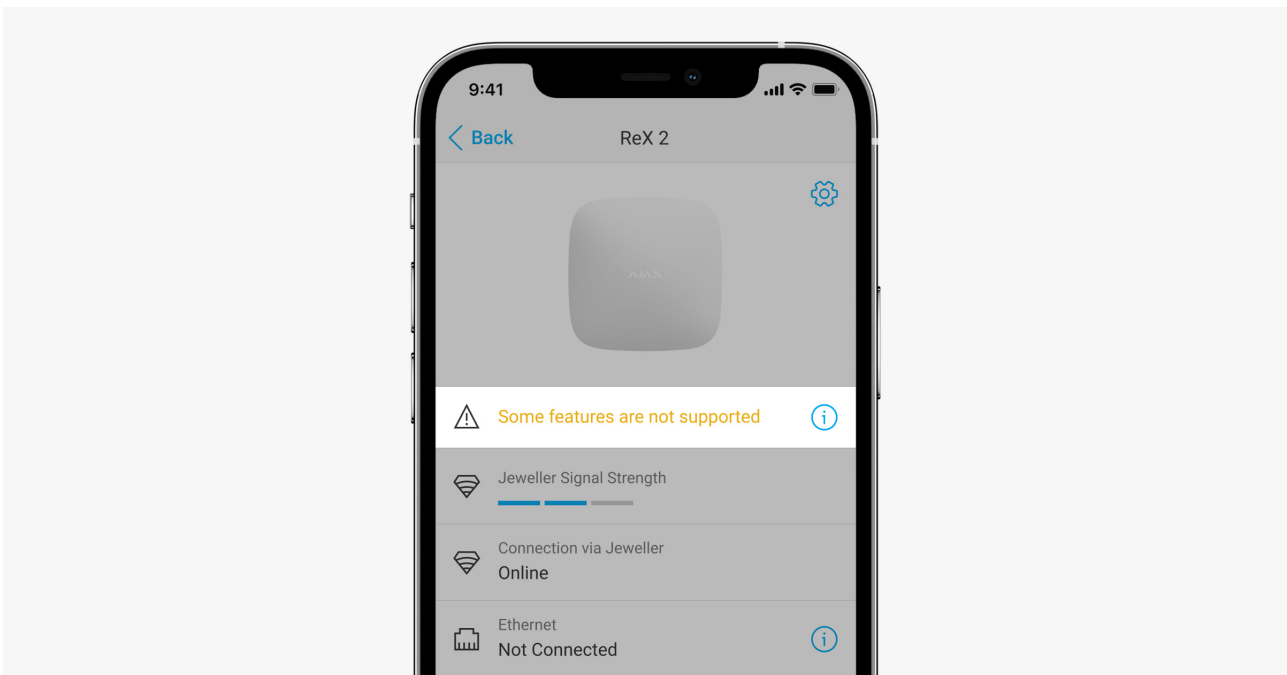 9:41
Back
ReX 2
AJAX
Some features are not supported
Jeweller Signal Strength
Connection via Jeweller
Online
Ethernet
Not Connected